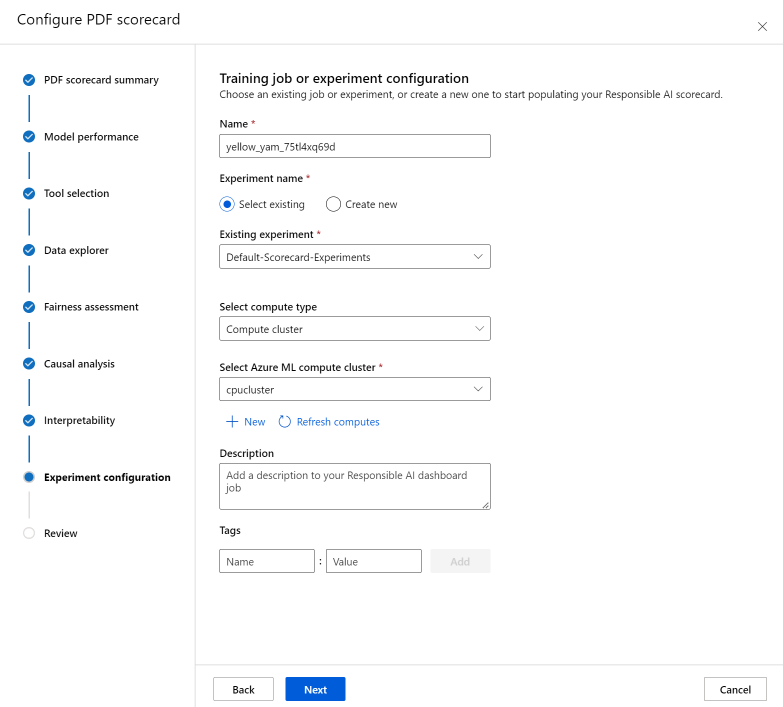 Configure PDF scorecard
PDF scorecard summary
Model performance
Tool selection
Data explorer
Fairness assessment
Causal analysis
Interpretability
Experiment configuration
Review
Training job or experiment configuration
Choose an existing job or experiment, or create a new one to start populating your Responsible AI scorecard.
Name *
yellow_yam_75tl4xq69d
Experiment name *
Select existing Create new
Existing experiment *
Default-Scorecard-Experiments
Select compute type
Compute cluster
Select Azure ML compute cluster *
cpucluster
New Refresh computes
Description
Add a description to your Responsible AI dashboard
job
Tags
Name : Value Add
Back Next Cancel